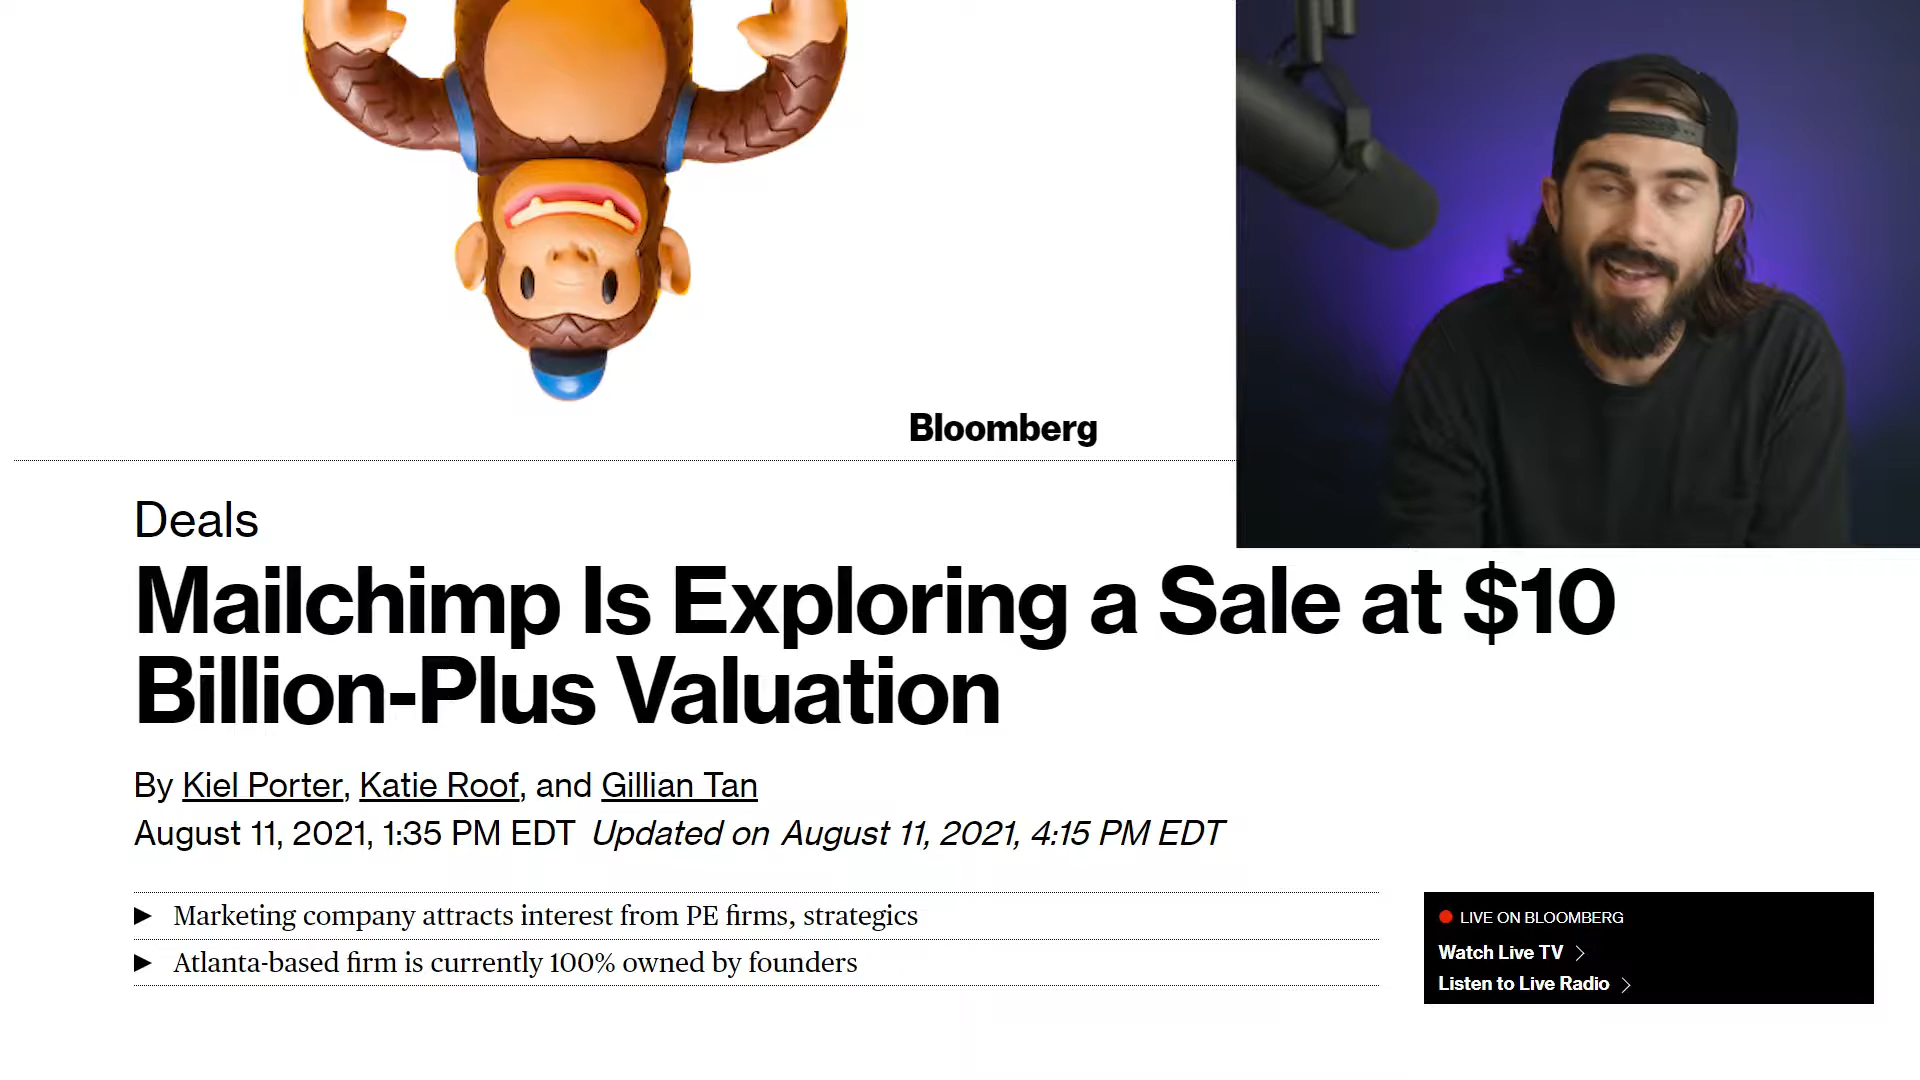 Bloomberg
Deals
Mailchimp Is Exploring a Sale at $10
Billion-Plus Valuation
By Kiel Porter, Katie Roof, and Gillian Tan
August 11, 2021, 1:35 PM EDT Updated on August 11, 2021, 4:15 PM EDT
▶ Marketing company attracts interest from PE firms, strategics
▶ Atlanta-based firm is currently 100% owned by founders
LIVE ON BLOOMBERG
Watch Live TV
Listen to Live Radio